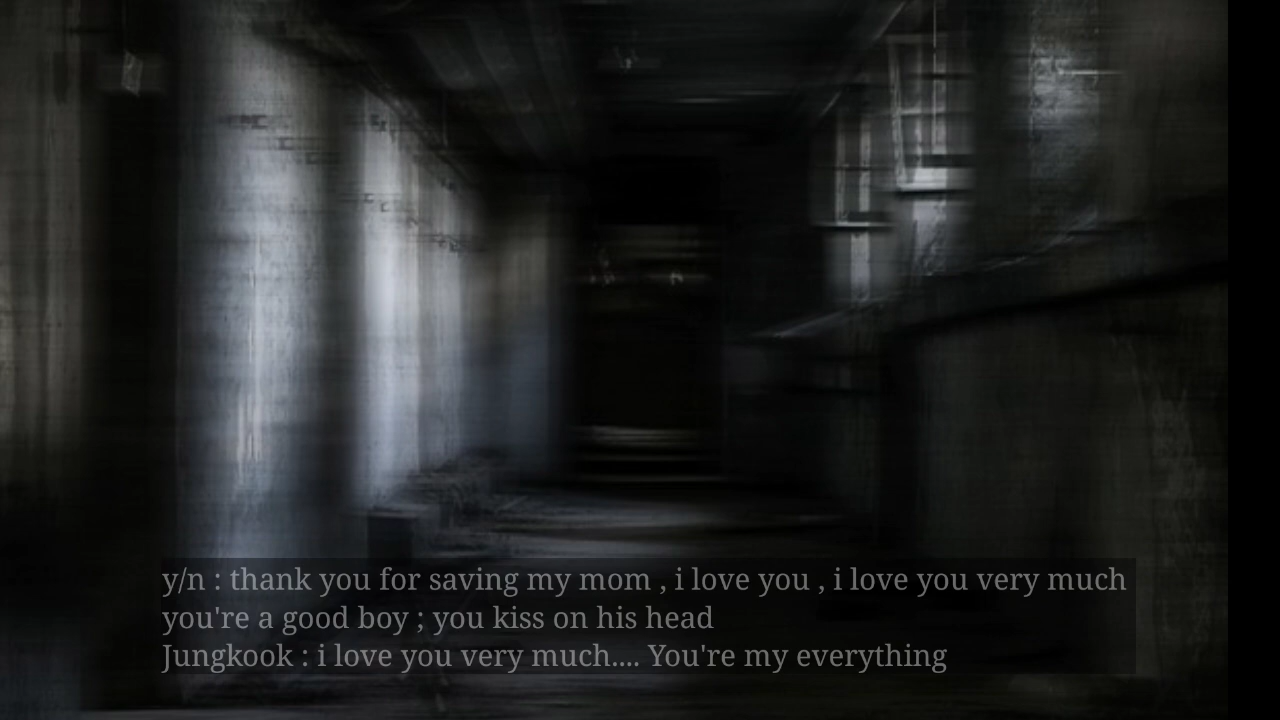 y/n : thank you for saving my mom , i love you , i love you very much
you're a good boy ; you kiss on his head
Jungkook : i love you very much.... You're my everything